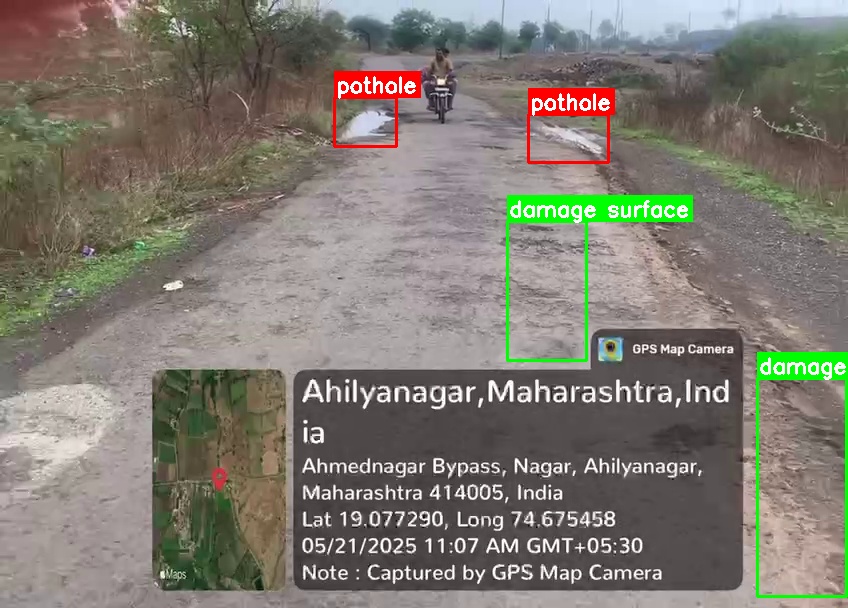 pothole
pothole
damage surface
GPS Map Camera
damage
Ahilyanagar,Maharashtra,Ind
ia
Ahmednagar Bypass, Nagar, Ahilyanagar,
Maharashtra 414005, India
Lat 19.077290, Long 74.675458
05/21/2025 11:07 AM GMT+05:30
Note : Captured by GPS Map Camera
Maps